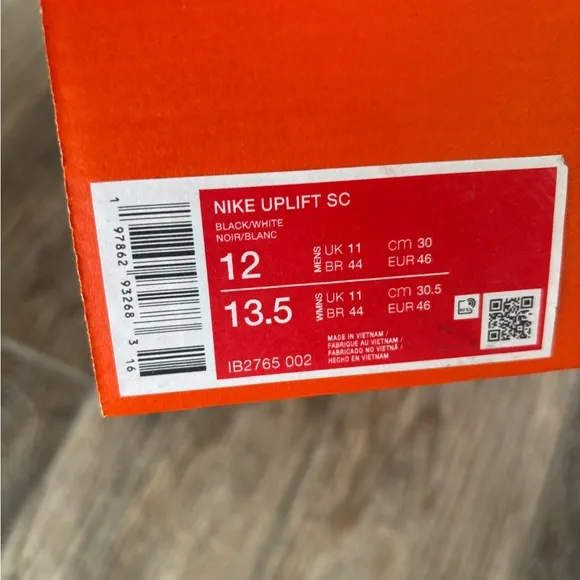 NIKE UPLIFT SC
BLACK/WHITE
NOIR/BLANC
12 MENS UK 11 cm 30
BR 44 EUR 46
13.5 WMNS UK 11 cm 30.5
BR 44 EUR 46
MADE IN VIETNAM /
FABRIQUE AU VIETNAM /
FABRICADO NO VIETNÃ /
HECHO EN VIETNAM
IB2765 002
1 97862 93268 3 16